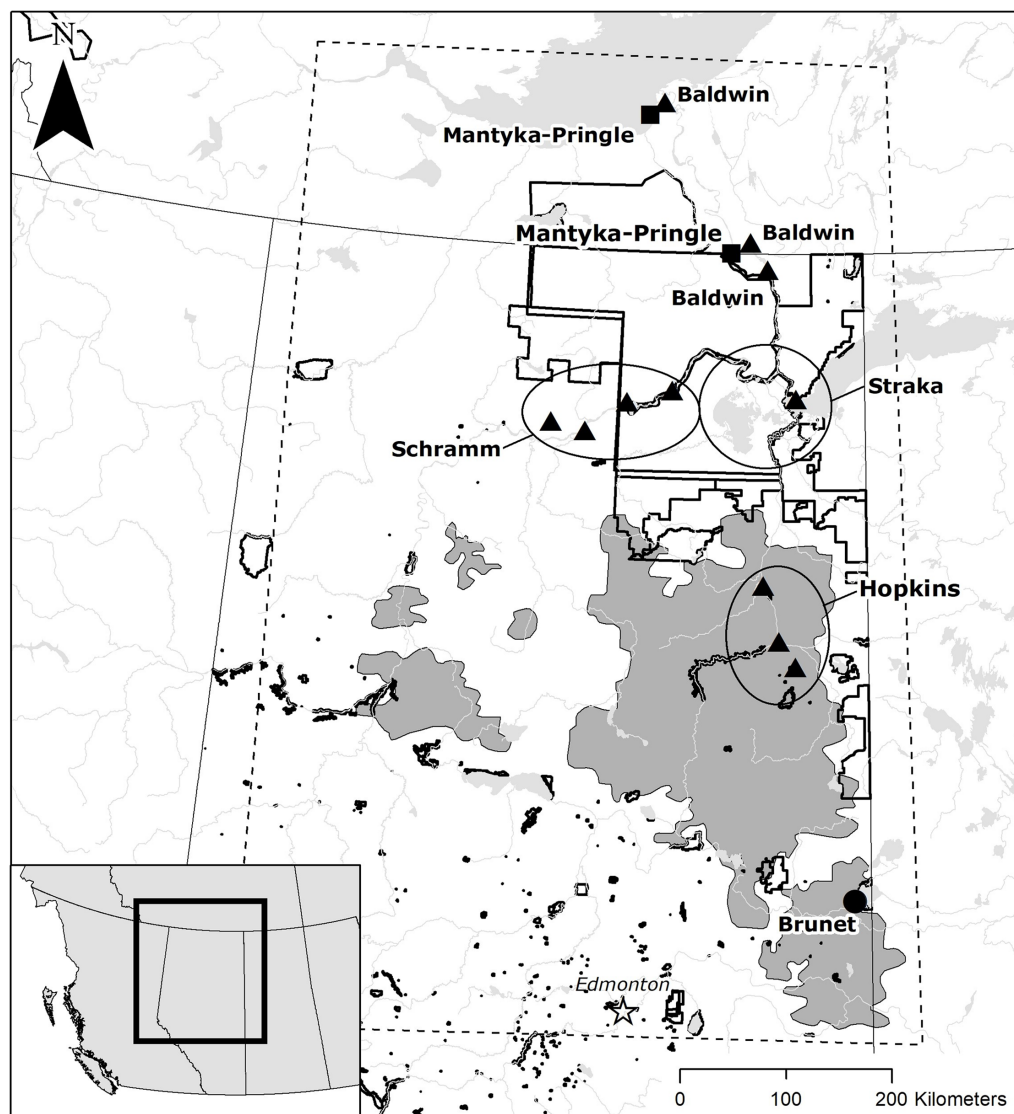 N
Baldwin
Mantyka-Pringle
Mantyka-Pringle
Baldwin
Baldwin
Straka
Schramm
Hopkins
Brunet
Edmonton
0 100 200 Kilometers